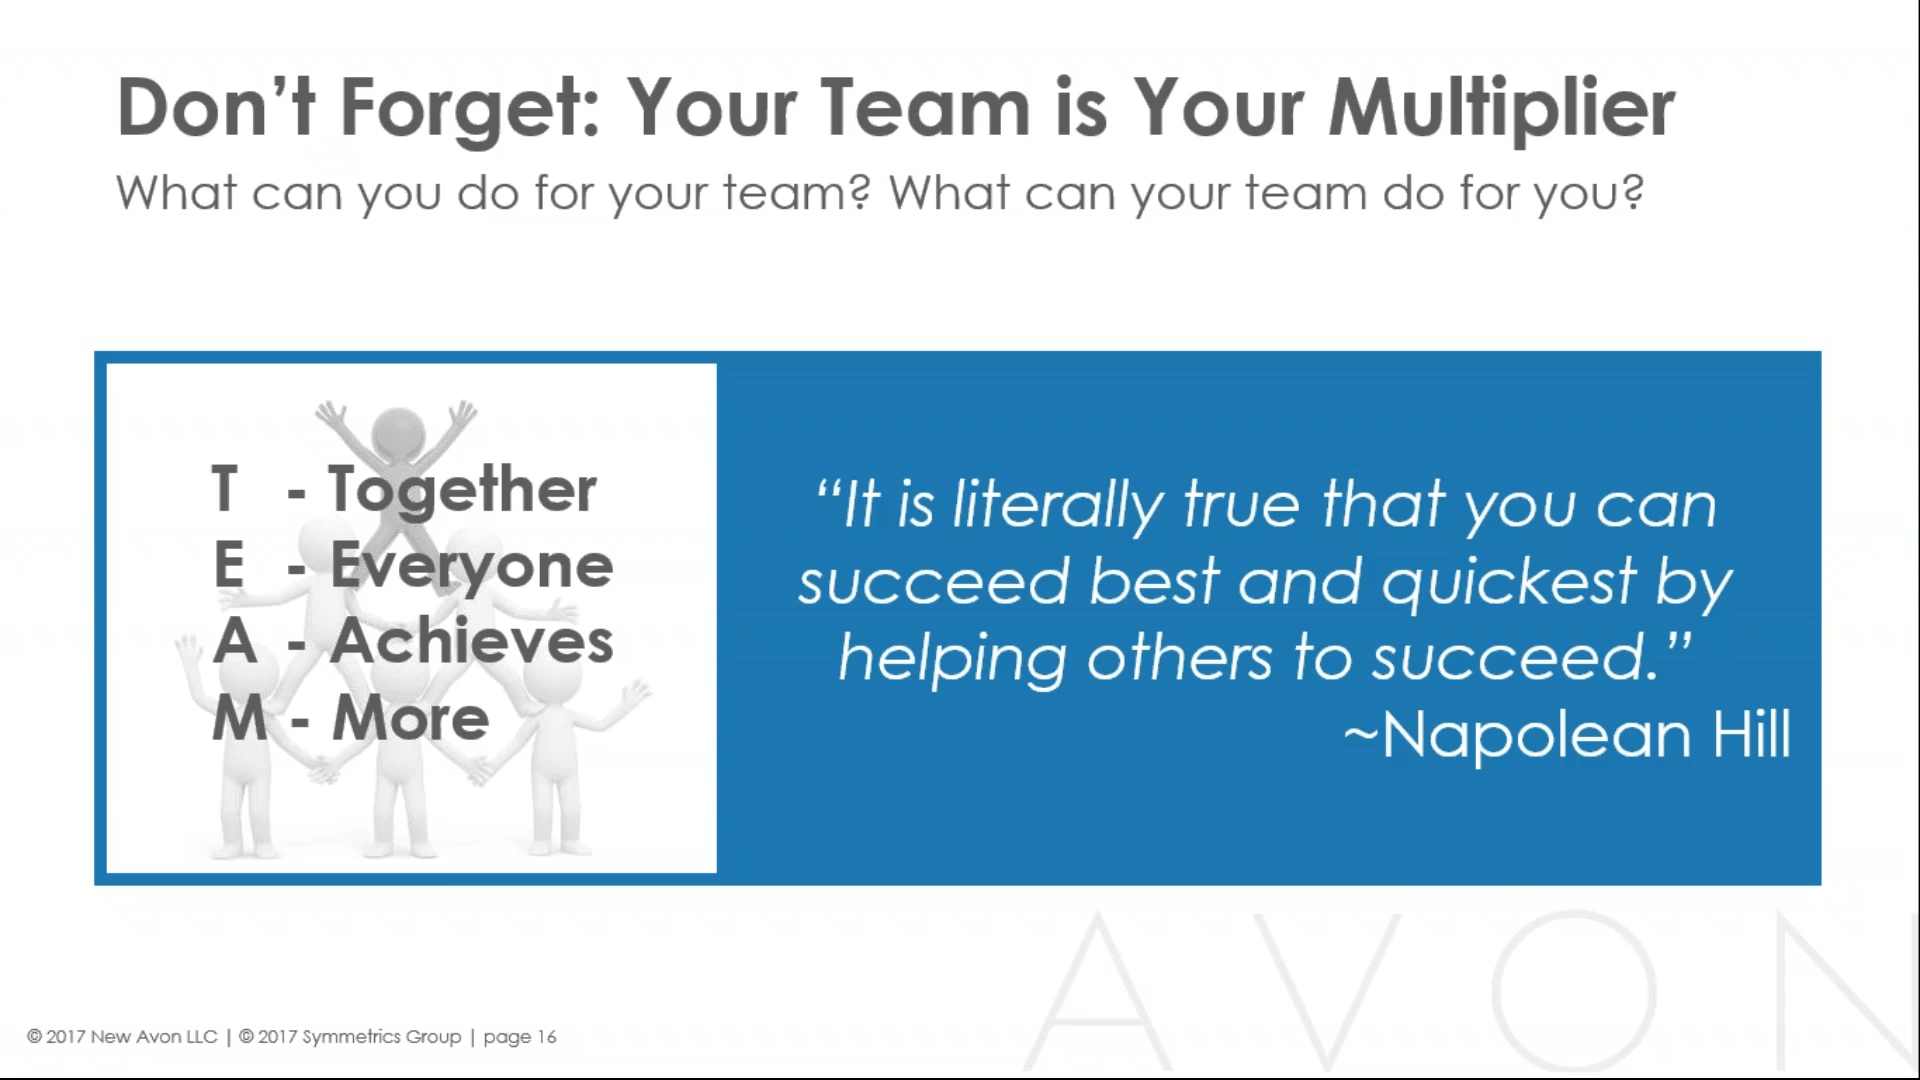 Don’t Forget: Your Team is Your Multiplier
What can you do for your team? What can your team do for you?
T - Together
E - Everyone
A - Achieves
M - More
“It is literally true that you can
succeed best and quickest by
helping others to succeed.”
~Napolean Hill
AVON
© 2017 New Avon LLC | © 2017 Symmetrics Group | page 16